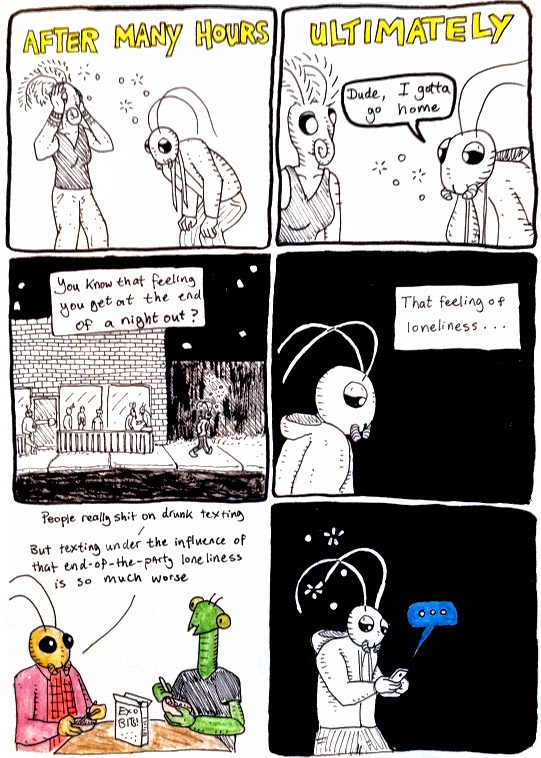 AFTER MANY HOURS
ULTIMATELY
Dude, I gotta
go home
You know that feeling
you get at the end
of a night out?
That feeling of
loneliness...
People really shit on drunk texting
But texting under the influence of
that end-of-the-party loneliness
is so much worse
EXO
BITS!
...